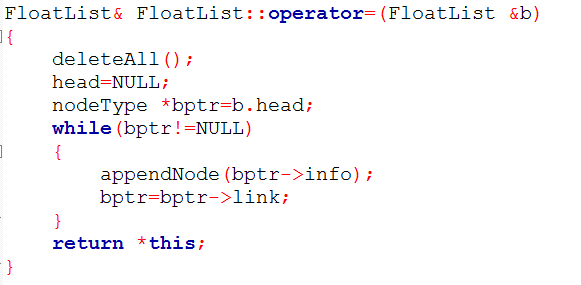 FloatList& FloatList::operator=(FloatList &b)
{
    deleteAll();
    head=NULL;
    nodeType *bptr=b.head;
    while(bptr!=NULL)
    {
        appendNode(bptr->info);
        bptr=bptr->link;
    }
    return *this;
}